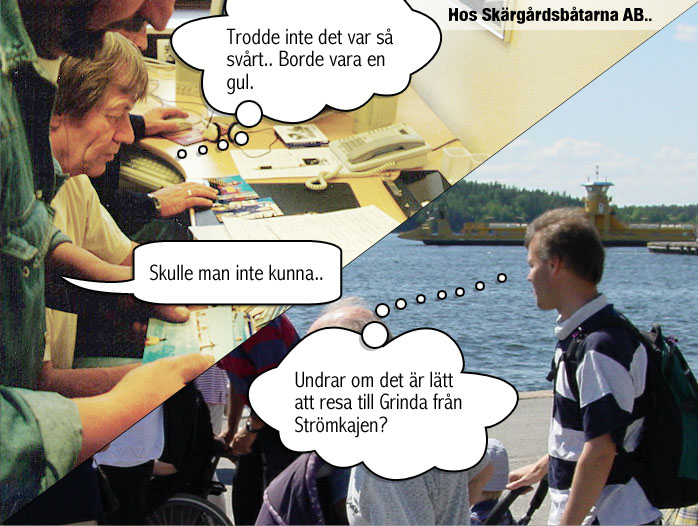 Hos Skärgårdsbåtarna AB..
Trodde inte det var så
svårt.. Borde vara en
gul.
Skulle man inte kunna..
Undrar om det är lätt
att resa till Grinda från
Strömkajen?